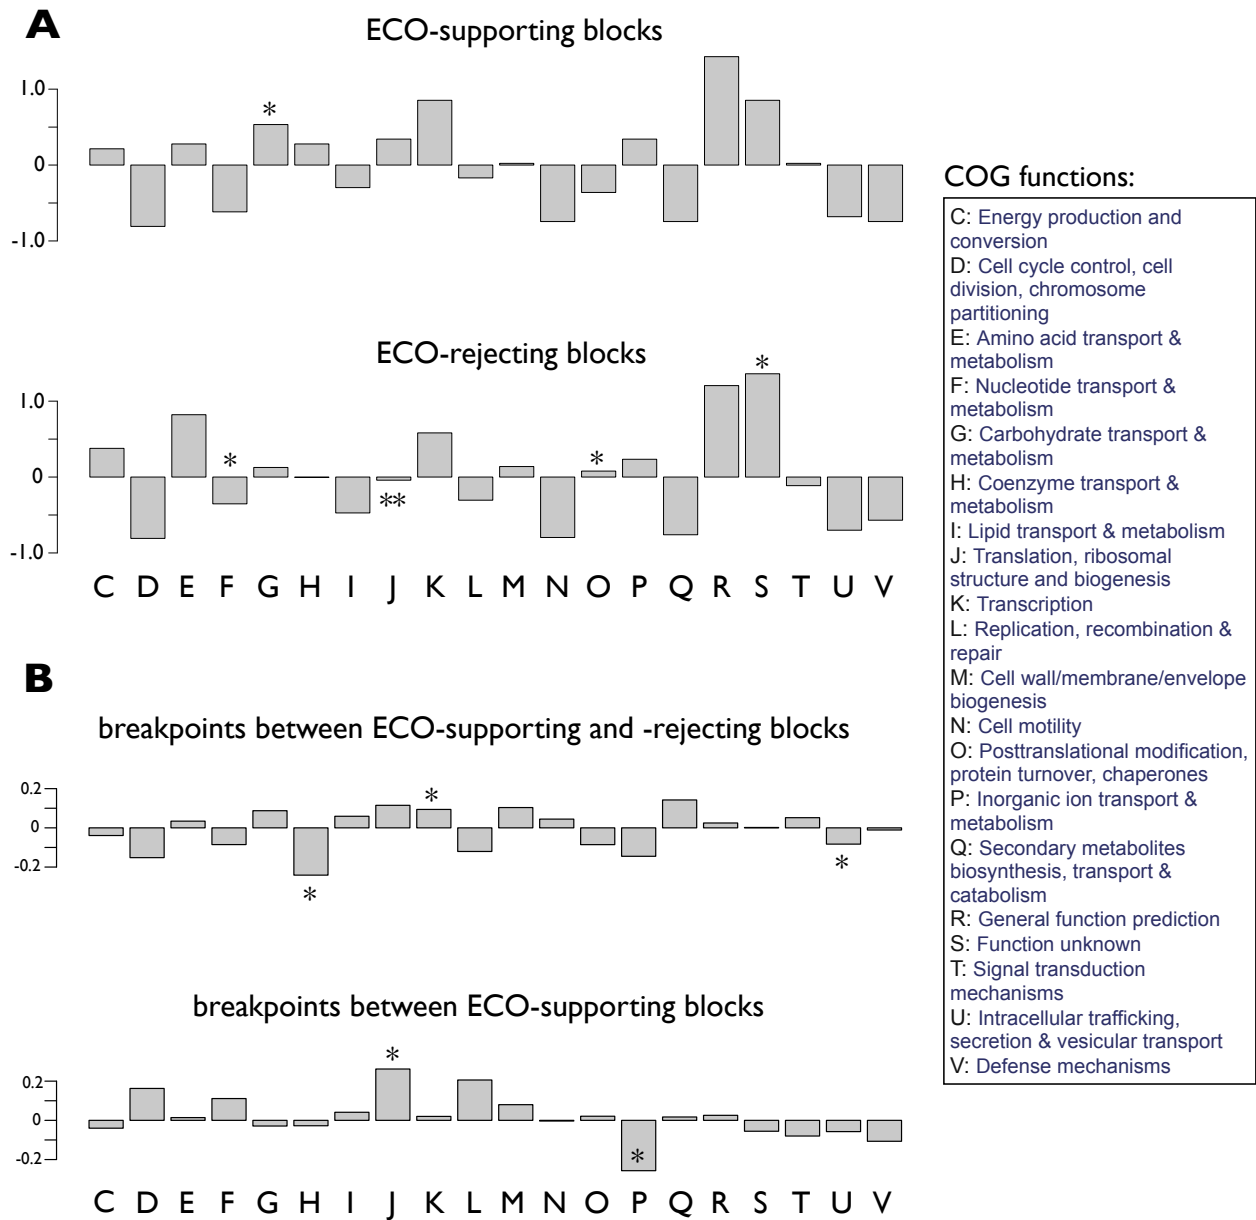 A
ECO-supporting blocks
1.0
0
-1.0
*
ECO-rejecting blocks
1.0
0
-1.0
*
**
*
*
C D E F G H I J K L M N O P Q R S T U V
B
breakpoints between ECO-supporting and -rejecting blocks
0.2
0
-0.2
*
*
*
breakpoints between ECO-supporting blocks
0.2
0
-0.2
*
*
C D E F G H I J K L M N O P Q R S T U V
COG functions:
C: Energy production and
conversion
D: Cell cycle control, cell
division, chromosome
partitioning
E: Amino acid transport &
metabolism
F: Nucleotide transport &
metabolism
G: Carbohydrate transport &
metabolism
H: Coenzyme transport &
metabolism
I: Lipid transport & metabolism
J: Translation, ribosomal
structure and biogenesis
K: Transcription
L: Replication, recombination &
repair
M: Cell wall/membrane/envelope
biogenesis
N: Cell motility
O: Posttranslational modification,
protein turnover, chaperones
P: Inorganic ion transport &
metabolism
Q: Secondary metabolites
biosynthesis, transport &
catabolism
R: General function prediction
S: Function unknown
T: Signal transduction
mechanisms
U: Intracellular trafficking,
secretion & vesicular transport
V: Defense mechanisms